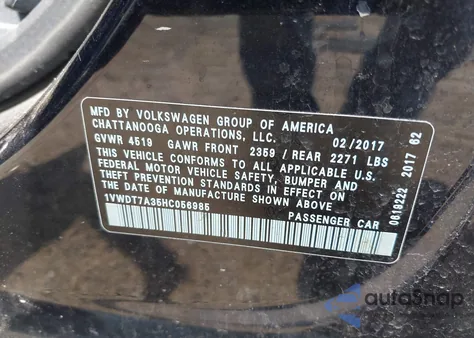 MFD BY VOLKSWAGEN GROUP OF AMERICA
CHATTANOOGA OPERATIONS, LLC. 02/2017
GVWR 4519 GAWR FRONT 2359 / REAR 2271 LBS
THIS VEHICLE CONFORMS TO ALL APPLICABLE U.S.
FEDERAL MOTOR VEHICLE SAFETY, BUMPER AND
THEFT PREVENTION STANDARDS IN EFFECT ON
THE DATE OF MANUFACTURE SHOWN ABOVE
1VWDT7A35HC056985 PASSENGER CAR
0619222 2017 62
autoSnap